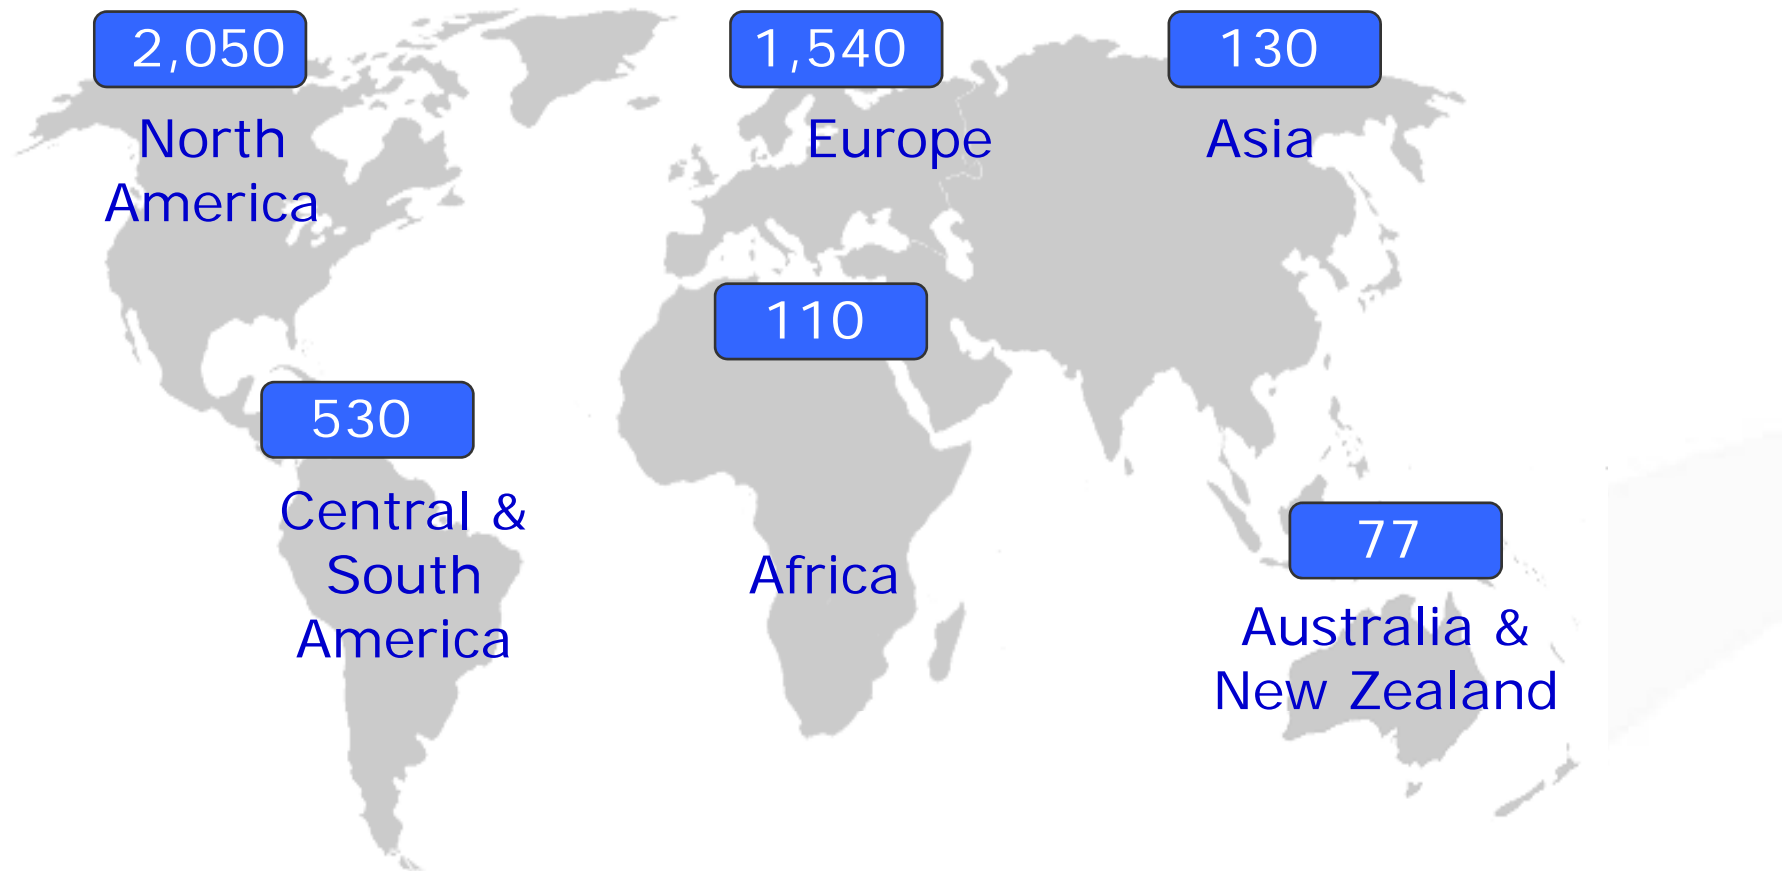 2,050
North
America
1,540
Europe
130
Asia
110
Africa
530
Central &
South
America
77
Australia &
New Zealand